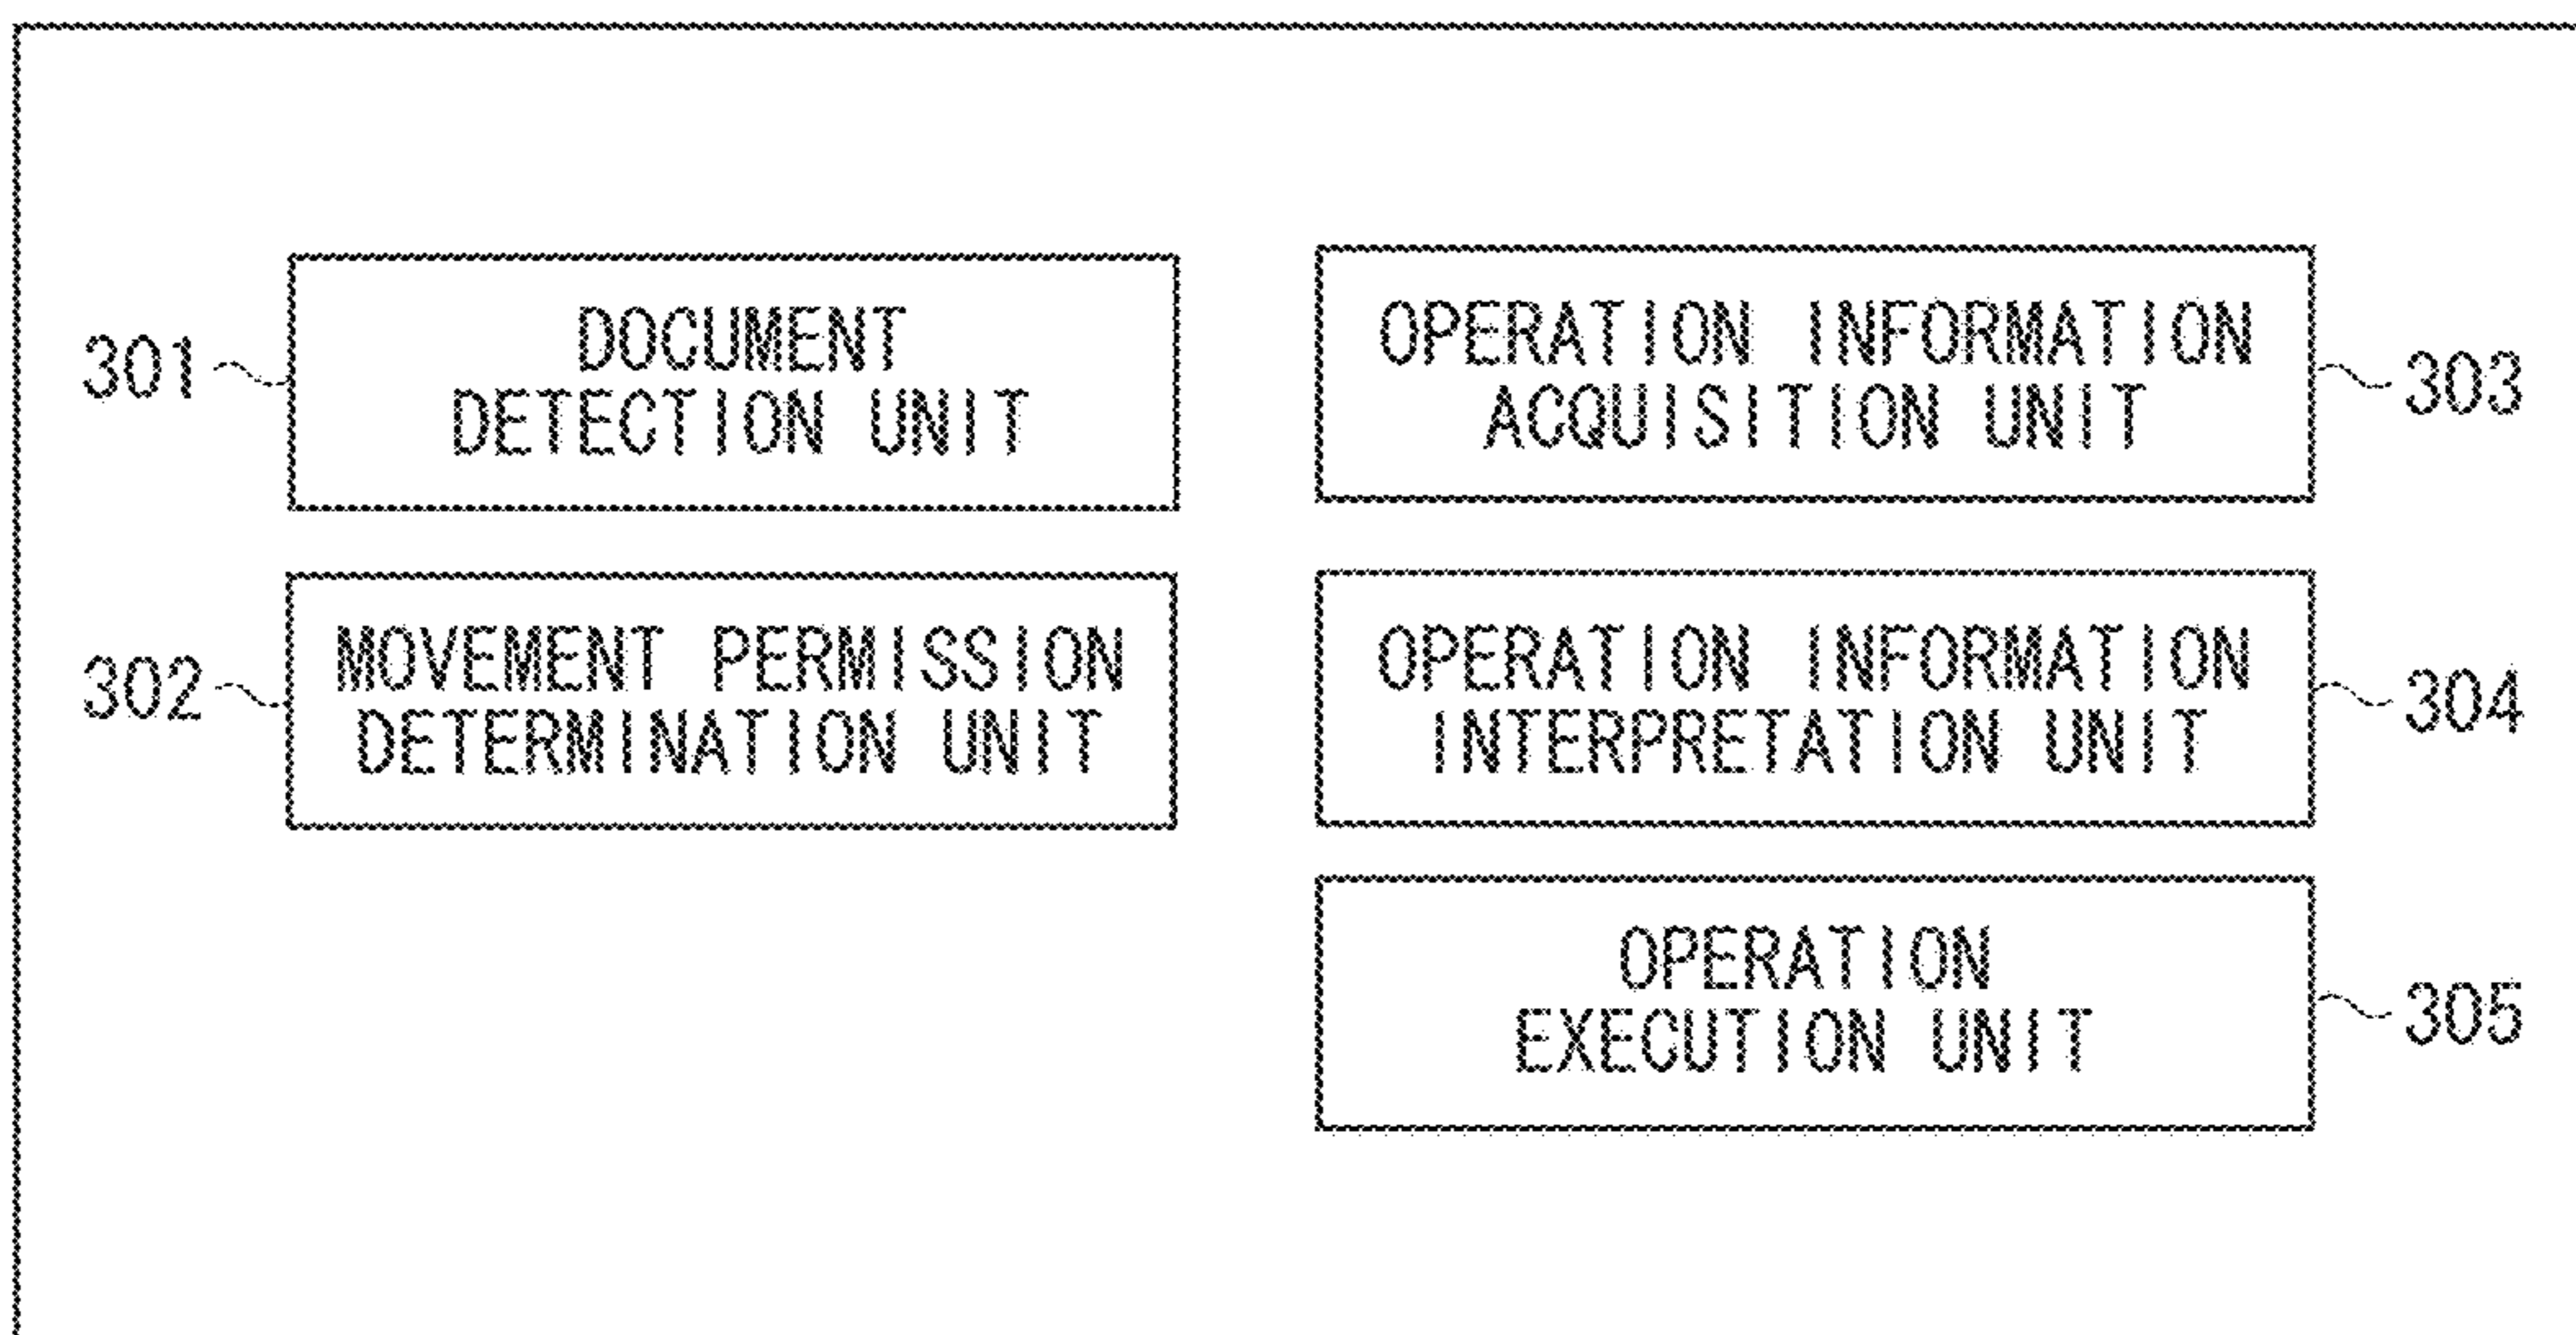 301
DOCUMENT
DETECTION UNIT
302
MOVEMENT PERMISSION
DETERMINATION UNIT
OPERATION INFORMATION
ACQUISITION UNIT
303
OPERATION INFORMATION
INTERPRETATION UNIT
304
OPERATION
EXECUTION UNIT
305